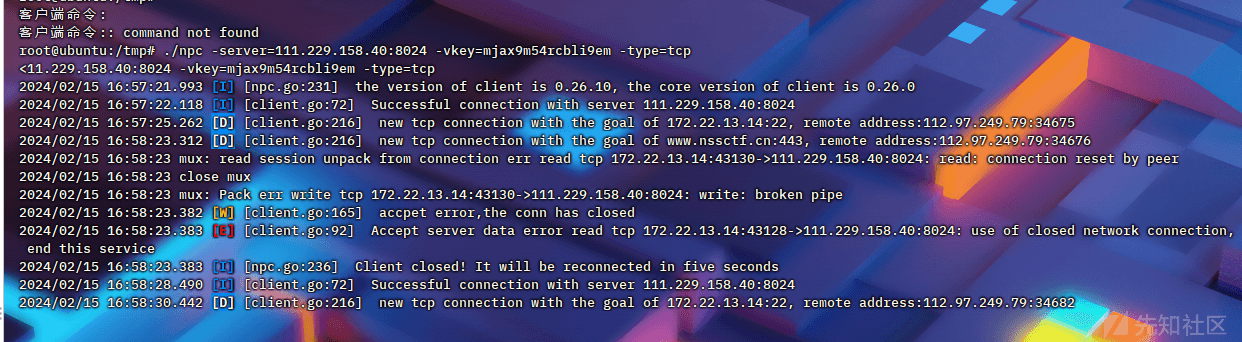 客户端命令:
客户端命令:: command not found
root@ubuntu:/tmp# ./npc -server=111.229.158.40:8024 -vkey=mjax9m54rcbli9em -type=tcp
<11.229.158.40:8024 -vkey=mjax9m54rcbli9em -type=tcp
2024/02/15 16:57:21.993 [I] [npc.go:231]  the version of client is 0.26.10, the core version of client is 0.26.0
2024/02/15 16:57:22.118 [I] [client.go:72]  Successful connection with server 111.229.158.40:8024
2024/02/15 16:57:25.262 [D] [client.go:216]  new tcp connection with the goal of 172.22.13.14:22, remote address:112.97.249.79:34675
2024/02/15 16:58:23.312 [D] [client.go:216]  new tcp connection with the goal of www.nssctf.cn:443, remote address:112.97.249.79:34676
2024/02/15 16:58:23 mux: read session unpack from connection err read tcp 172.22.13.14:43130->111.229.158.40:8024: read: connection reset by peer
2024/02/15 16:58:23 close mux
2024/02/15 16:58:23 mux: Pack err write tcp 172.22.13.14:43130->111.229.158.40:8024: write: broken pipe
2024/02/15 16:58:23.382 [W] [client.go:165]  accpet error,the conn has closed
2024/02/15 16:58:23.383 [E] [client.go:92]  Accept server data error read tcp 172.22.13.14:43128->111.229.158.40:8024: use of closed network connection,
end this service
2024/02/15 16:58:23.383 [I] [npc.go:236]  Client closed! It will be reconnected in five seconds
2024/02/15 16:58:28.490 [I] [client.go:72]  Successful connection with server 111.229.158.40:8024
2024/02/15 16:58:30.442 [D] [client.go:216]  new tcp connection with the goal of 172.22.13.14:22, remote address:112.97.249.79:34682
先知社区